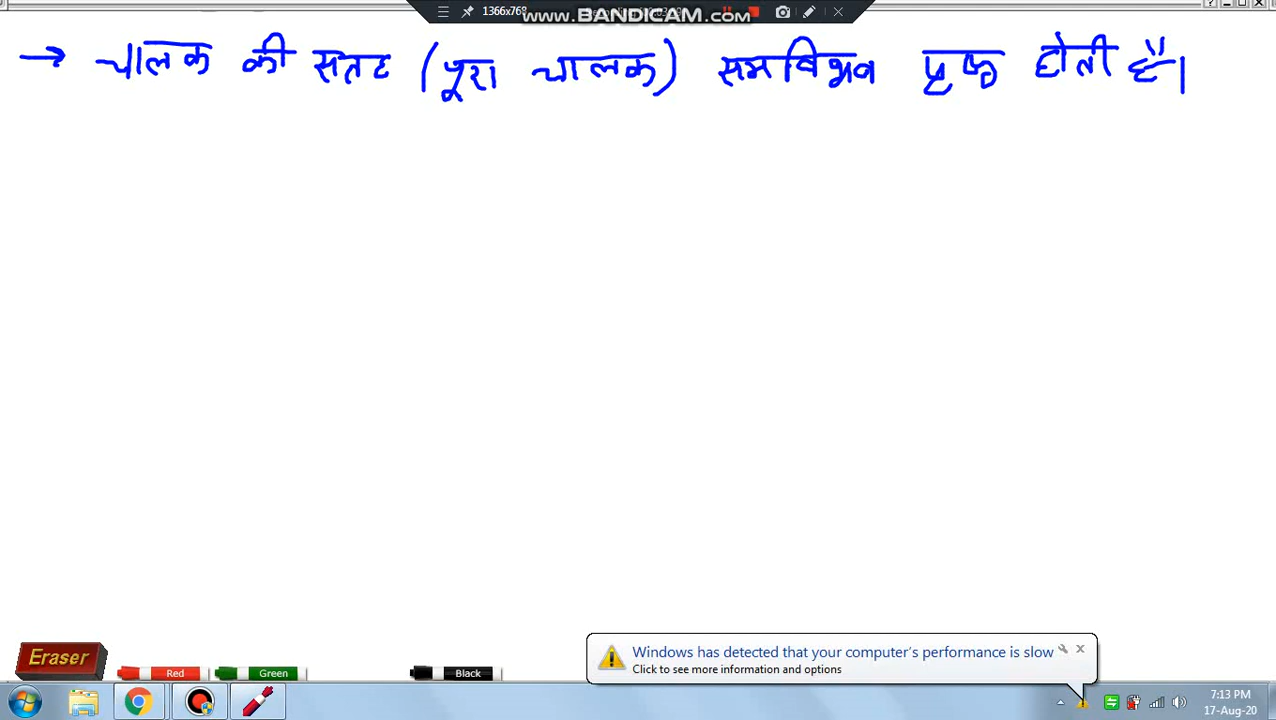 1366x768
www.BANDICAM.com
→ चालक की सतह (पूरा चालक) समविभव पृष्ठ होती है।
Windows has detected that your computer's performance is slow
Click to see more information and options
Eraser
Red
Green
Black
7:13 PM
17-Aug-20